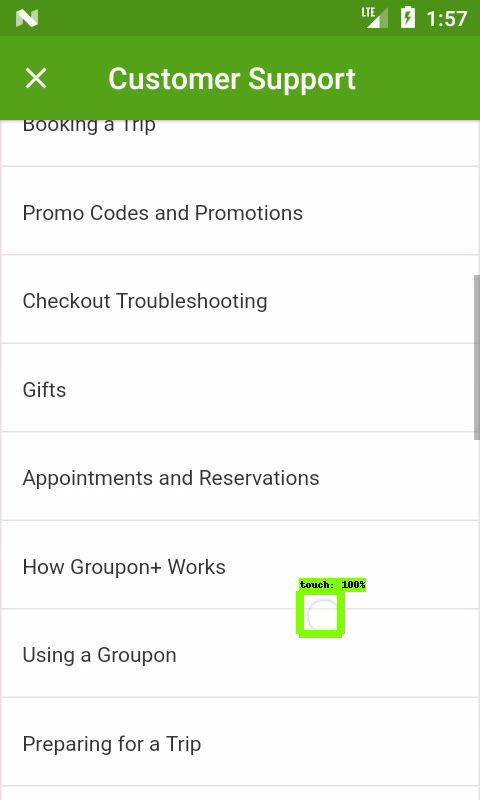 LTE 1:57
Customer Support
Booking a Trip
Promo Codes and Promotions
Checkout Troubleshooting
Gifts
Appointments and Reservations
How Groupon+ Works
touch: 100%
Using a Groupon
Preparing for a Trip